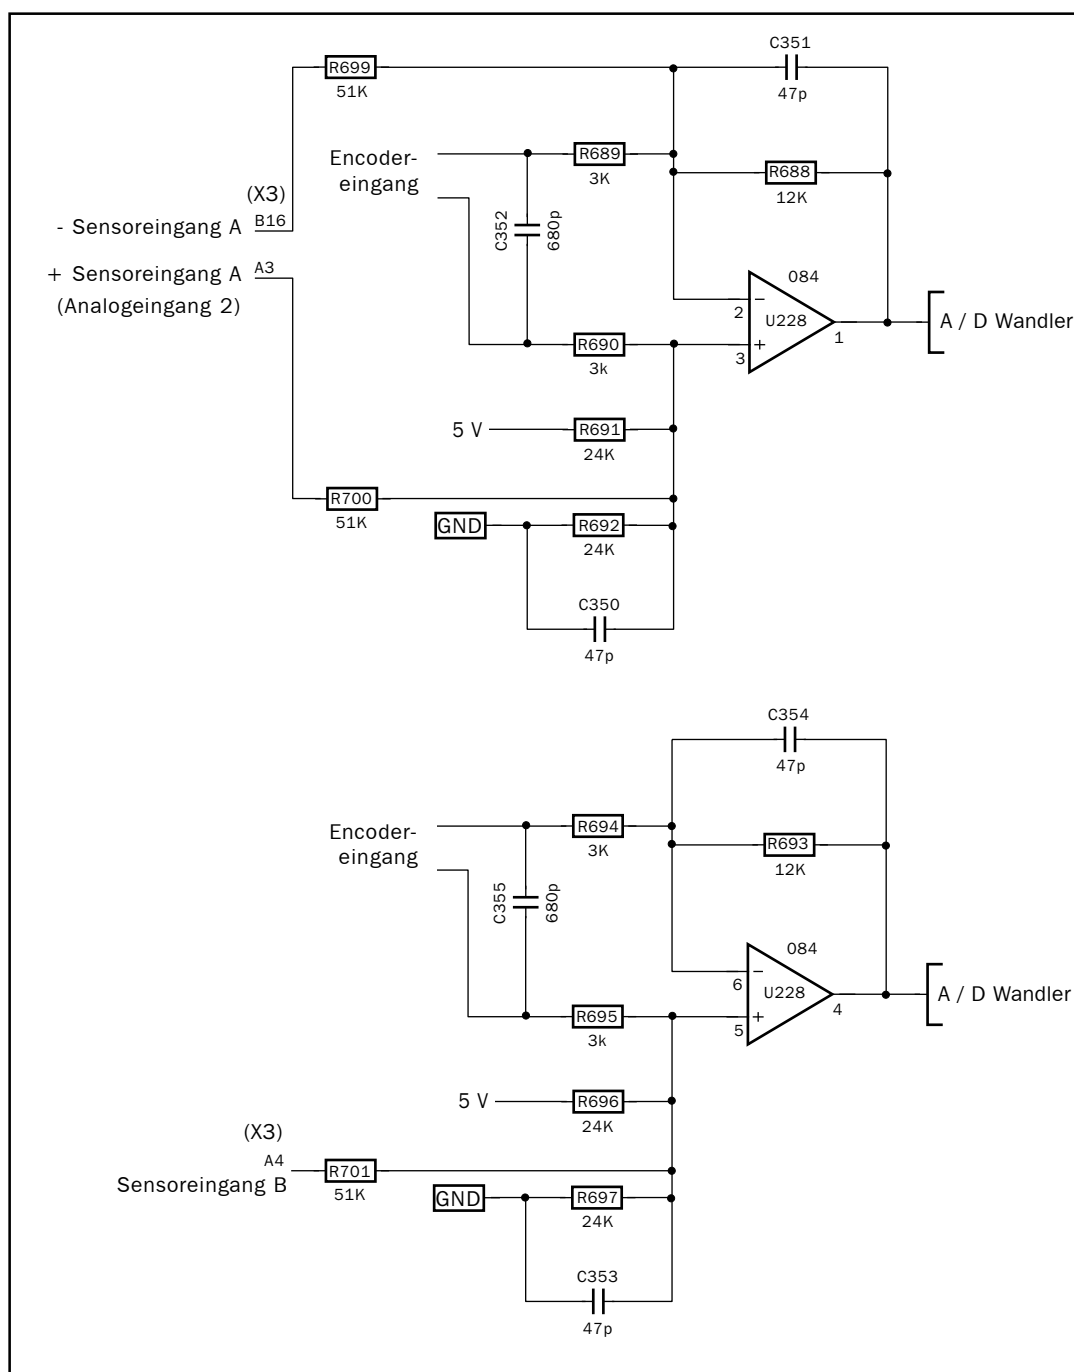 C351
R699
51K
47p
Encoder-
eingang
R689
3K
R688
12K
(X3)
- Sensoreingang A
B16
C352
680p
+ Sensoreingang A
A3
(Analogeingang 2)
084
2
−
U228
1
A / D Wandler
R690
3k
3
+
5 V
R691
24K
R700
51K
GND
R692
24K
C350
47p
C354
47p
Encoder-
eingang
R694
3K
R693
12K
C355
680p
084
6
−
U228
4
A / D Wandler
R695
3k
5
+
5 V
R696
24K
(X3)
A4
Sensoreingang B
R701
51K
GND
R697
24K
C353
47p